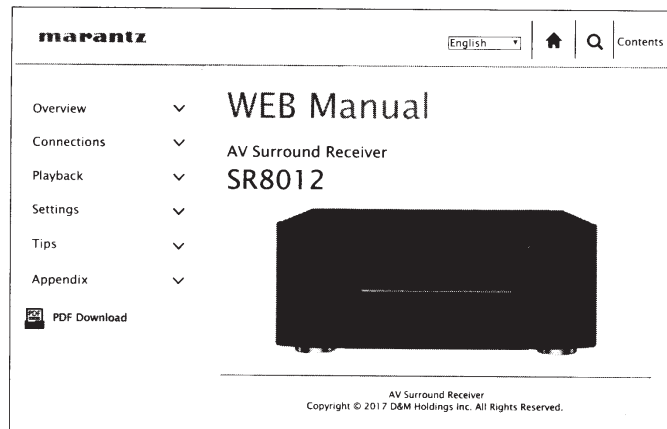 marantz
English
Contents
Overview
Connections
Playback
Settings
Tips
Appendix
PDF
PDF Download
WEB Manual
AV Surround Receiver
SR8012
AV Surround Receiver
Copyright © 2017 D&M Holdings Inc. All Rights Reserved.